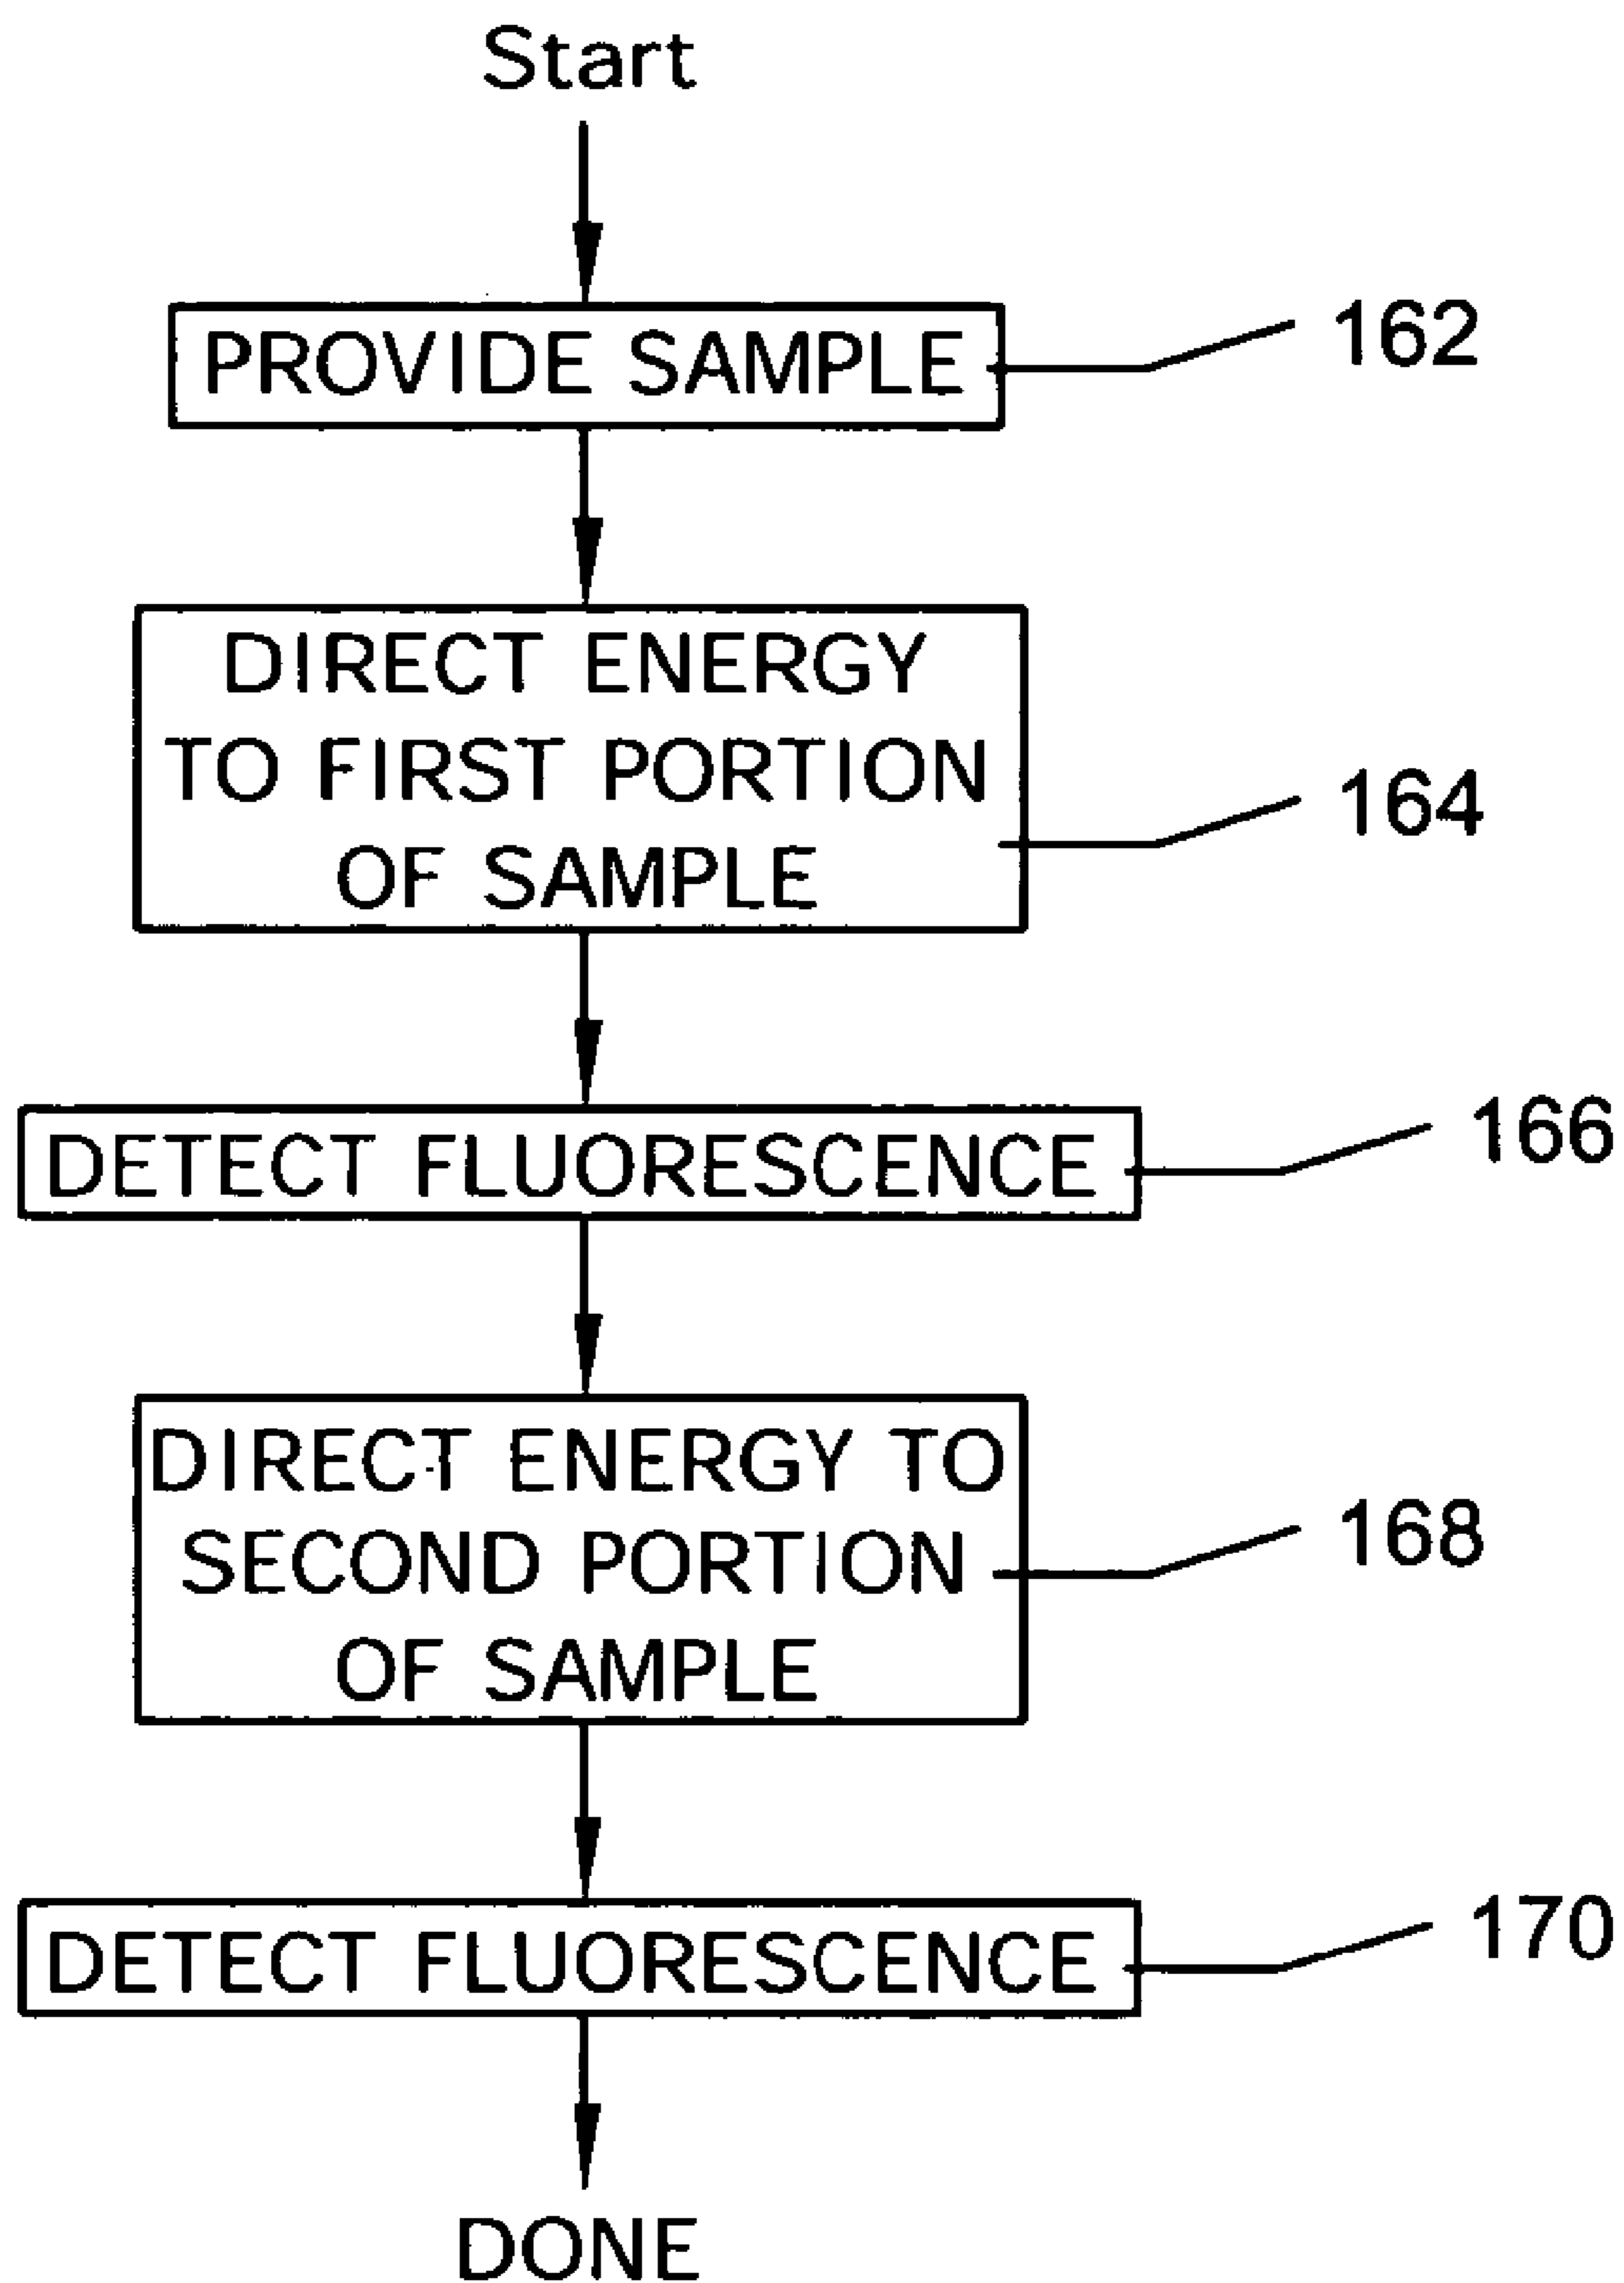 Start
PROVIDE SAMPLE
162
DIRECT ENERGY
TO FIRST PORTION
OF SAMPLE
164
DETECT FLUORESCENCE
166
DIRECT ENERGY TO
SECOND PORTION
OF SAMPLE
168
DETECT FLUORESCENCE
170
DONE